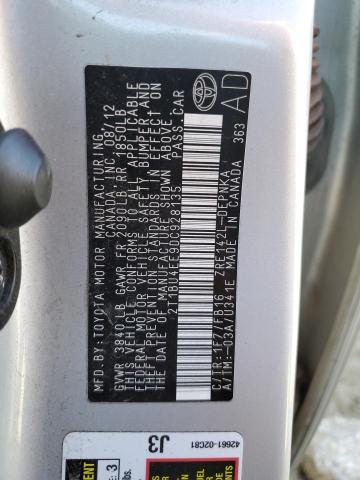 MFD. BY: TOYOTA MOTOR MANUFACTURING
CANADA, INC. 08/12
GVWR 3840LB GAWR FR 2090LB RR 1850LB
THIS VEHICLE CONFORMS TO ALL APPLICABLE
FEDERAL MOTOR VEHICLE SAFETY, BUMPER AND
THEFT PREVENTION STANDARDS IN EFFECT ON
THE DATE OF MANUFACTURE SHOWN ABOVE.
2T1BU4EE9DC928135 PASS.CAR
C/TR:1F7/FB16 ZRE142L-DEPNKA
A/TM:-03A/U341E MADE IN CANADA 363
AD
TOYOTA
42661-02C81
J3
3